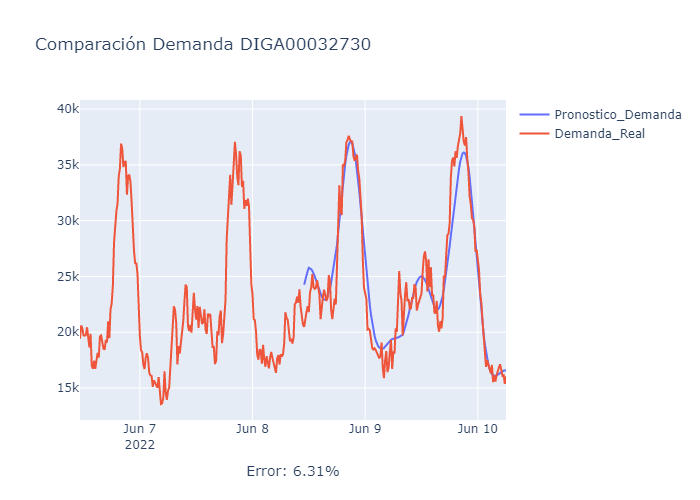 Comparación Demanda DIGA00032730
40k
35k
30k
25k
20k
15k
Jun 7
2022
Jun 8
Jun 9
Jun 10
Pronostico_Demanda
Demanda_Real
Error: 6.31%